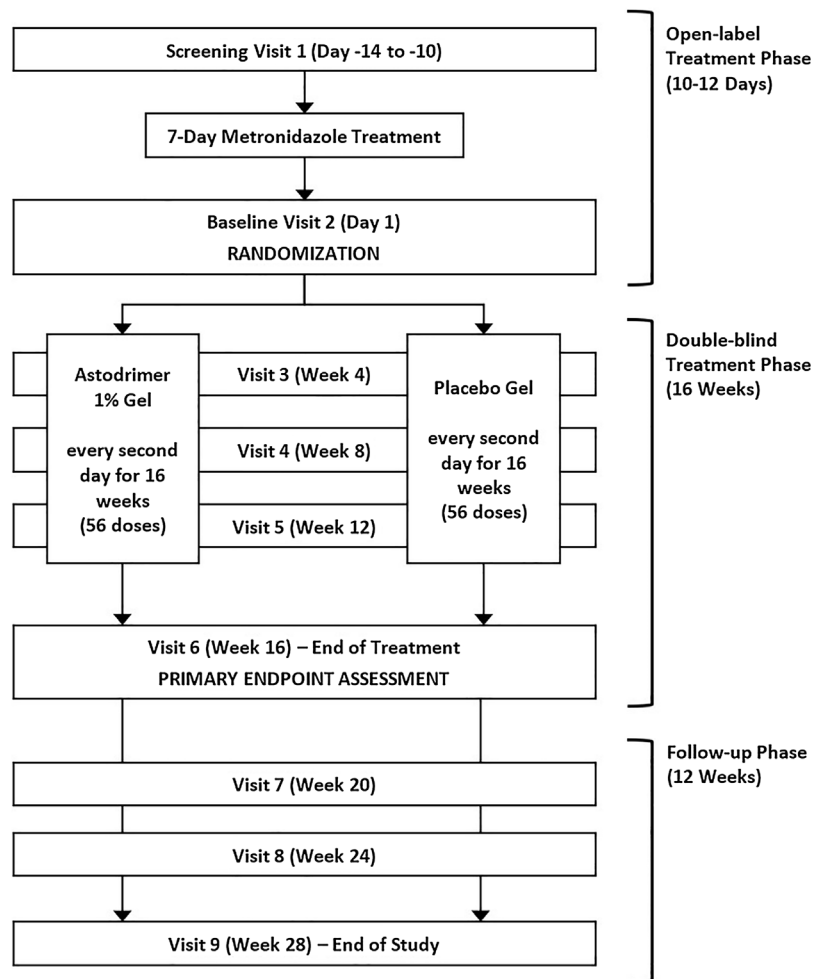 Screening Visit 1 (Day -14 to -10)
Open-label
Treatment Phase
(10-12 Days)
7-Day Metronidazole Treatment
Baseline Visit 2 (Day 1)
RANDOMIZATION
Double-blind
Treatment Phase
(16 Weeks)
Astodrimer
1% Gel
every second
day for 16
weeks
(56 doses)
Visit 3 (Week 4)
Visit 4 (Week 8)
Visit 5 (Week 12)
Placebo Gel
every second
day for 16
weeks
(56 doses)
Visit 6 (Week 16) – End of Treatment
PRIMARY ENDPOINT ASSESSMENT
Follow-up Phase
(12 Weeks)
Visit 7 (Week 20)
Visit 8 (Week 24)
Visit 9 (Week 28) – End of Study